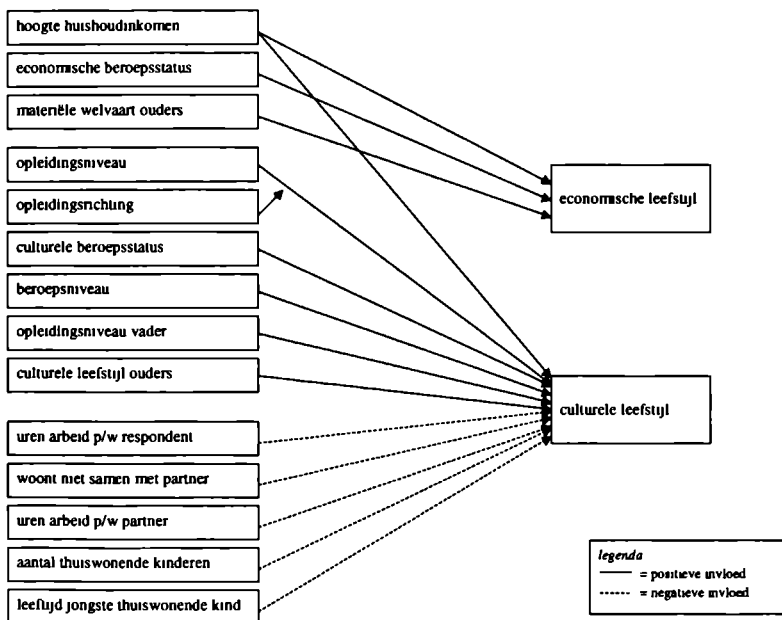 hoogte huishoudinkomen
economische beroepsstatus
materiële welvaart ouders
opleidingsniveau
opleidingsrichting
culturele beroepsstatus
beroepsniveau
opleidingsniveau vader
culturele leefstijl ouders
uren arbeid p/w respondent
woont niet samen met partner
uren arbeid p/w partner
aantal thuiswonende kinderen
leeftijd jongste thuiswonende kind
economische leefstijl
culturele leefstijl
legenda
= positieve invloed
= negatieve invloed